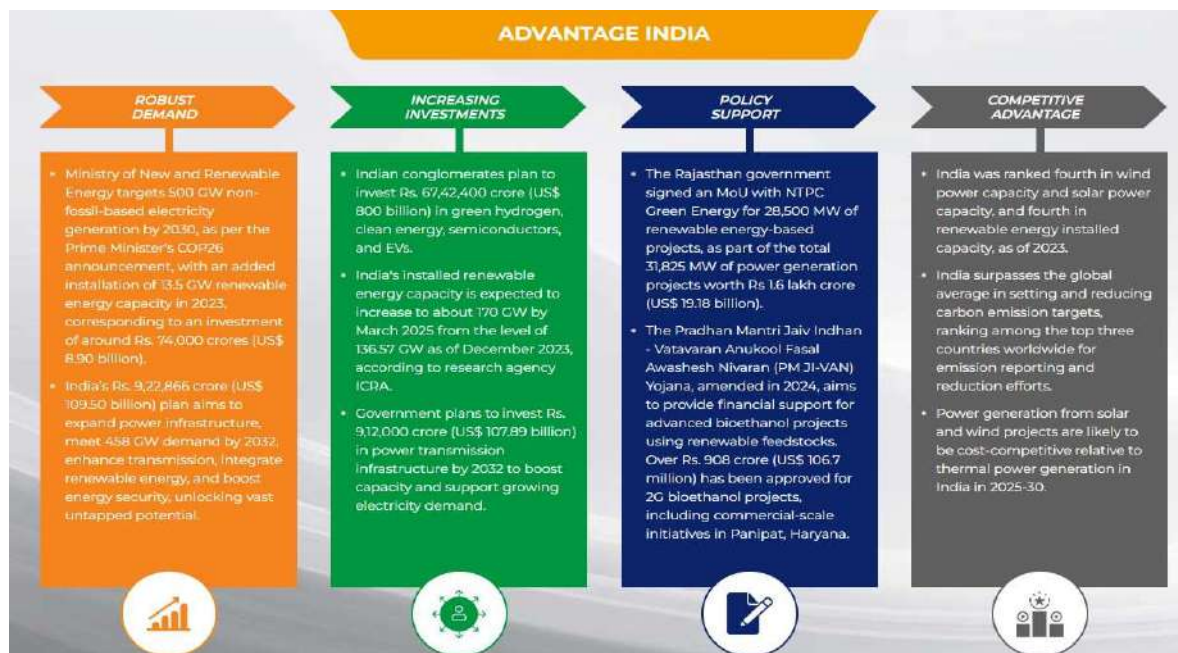 ADVANTAGE INDIA
ROBUST
DEMAND
• Ministry of New and Renewable
Energy targets 500 GW non-
fossil-based electricity
generation by 2030, as per the
Prime Minister's COP26
announcement, with an added
installation of 13.5 GW renewable
energy capacity in 2023,
corresponding to an investment
of around Rs. 74,000 crores (US$
8.90 billion).
• India's Rs. 9,22,866 crore (US$
109.50 billion) plan aims to
expand power infrastructure,
meet 458 GW demand by 2032,
enhance transmission, integrate
renewable energy, and boost
energy security, unlocking vast
untapped potential.
INCREASING
INVESTMENTS
• Indian conglomerates plan to
invest Rs. 67,42,400 crore (US$
800 billion) in green hydrogen,
clean energy, semiconductors,
and EVs.
• India's installed renewable
energy capacity is expected to
increase to about 170 GW by
March 2025 from the level of
136.57 GW as of December 2023,
according to research agency
ICRA.
• Government plans to invest Rs.
9,12,000 crore (US$ 107.89 billion)
in power transmission
infrastructure by 2032 to boost
capacity and support growing
electricity demand.
POLICY
SUPPORT
• The Rajasthan government
signed an MoU with NTPC
Green Energy for 28,500 MW of
renewable energy-based
projects, as part of the total
31,825 MW of power generation
projects worth Rs 1.6 lakh crore
(US$ 19.18 billion).
• The Pradhan Mantri Jaiv Indhan
- Vatavaran Anukool Fasal
Awashesh Nivaran (PM JI-VAN)
Yojana, amended in 2024, aims
to provide financial support for
advanced bioethanol projects
using renewable feedstocks.
Over Rs. 908 crore (US$ 106.7
million) has been approved for
2G bioethanol projects,
including commercial-scale
initiatives in Panipat, Haryana.
COMPETITIVE
ADVANTAGE
• India was ranked fourth in wind
power capacity and solar power
capacity, and fourth in
renewable energy installed
capacity, as of 2023.
• India surpasses the global
average in setting and reducing
carbon emission targets,
ranking among the top three
countries worldwide for
emission reporting and
reduction efforts.
• Power generation from solar
and wind projects are likely to
be cost-competitive relative to
thermal power generation in
India in 2025-30.